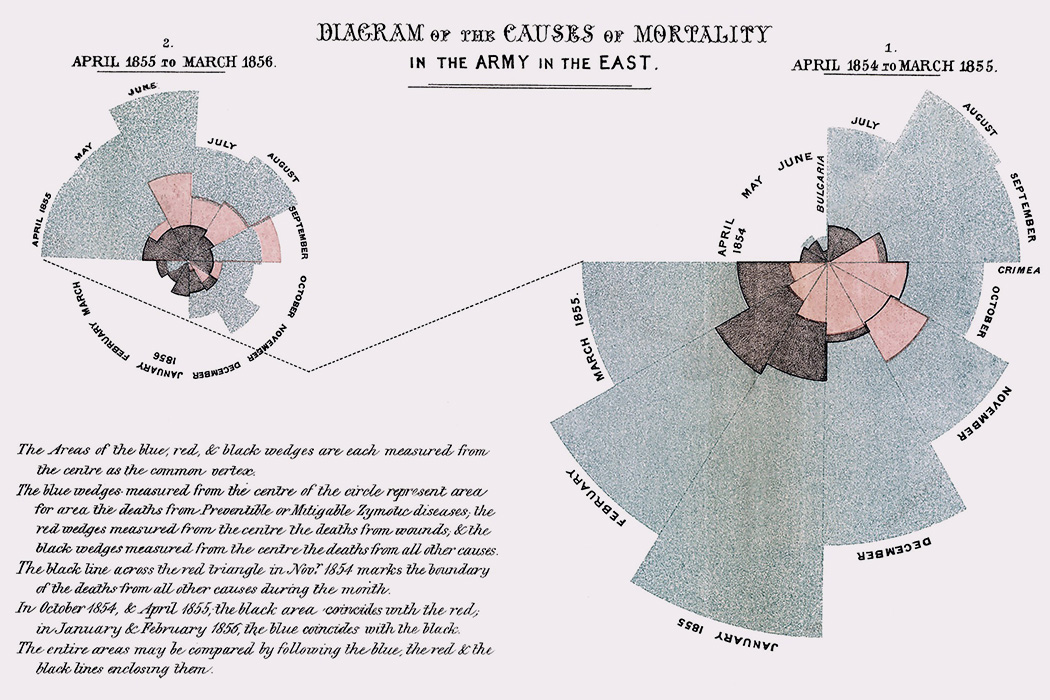 DIAGRAM OF THE CAUSES OF MORTALITY
IN THE ARMY IN THE EAST.
2.
APRIL 1855 TO MARCH 1856.
1.
APRIL 1854 TO MARCH 1855.
APRIL 1855
MAY
JUNE
JULY
AUGUST
SEPTEMBER
OCTOBER
NOVEMBER
DECEMBER
JANUARY
1856
FEBRUARY
MARCH
APRIL
1854
MAY
JUNE
BULGARIA
JULY
AUGUST
SEPTEMBER
CRIMEA
OCTOBER
NOVEMBER
DECEMBER
JANUARY 1855
FEBRUARY
MARCH 1855.
The Areas of the blue, red, & black wedges are each measured from
the centre as the common vertex.
The blue wedges measured from the centre of the circle represent area
for area the deaths from Preventible or Mitigable Zymotic diseases; the
red wedges measured from the centre the deaths from wounds; & the
black wedges measured from the centre the deaths from all other causes.
The black line across the red triangle in Nov.r 1854 marks the boundary
of the deaths from all other causes during the month.
In October 1854, & April 1855, the black area coincides with the red;
in January & February 1856, the blue coincides with the black.
The entire areas may be compared by following the blue, the red & the
black lines enclosing them.